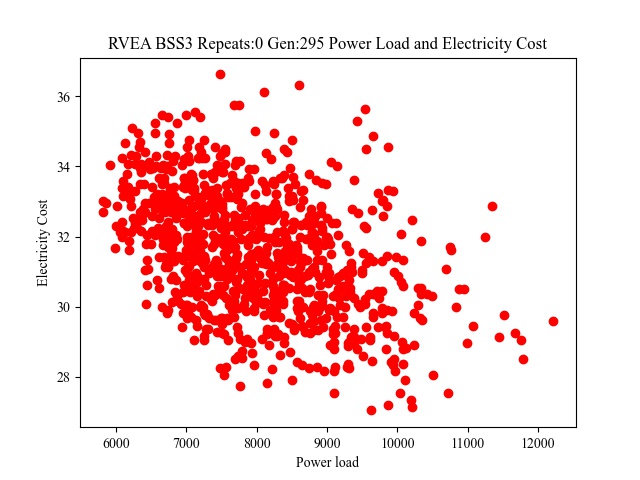 RVEA BSS3 Repeats:0 Gen:295 Power Load and Electricity Cost
Electricity Cost
36
34
32
30
28
6000 7000 8000 9000 10000 11000 12000
Power load